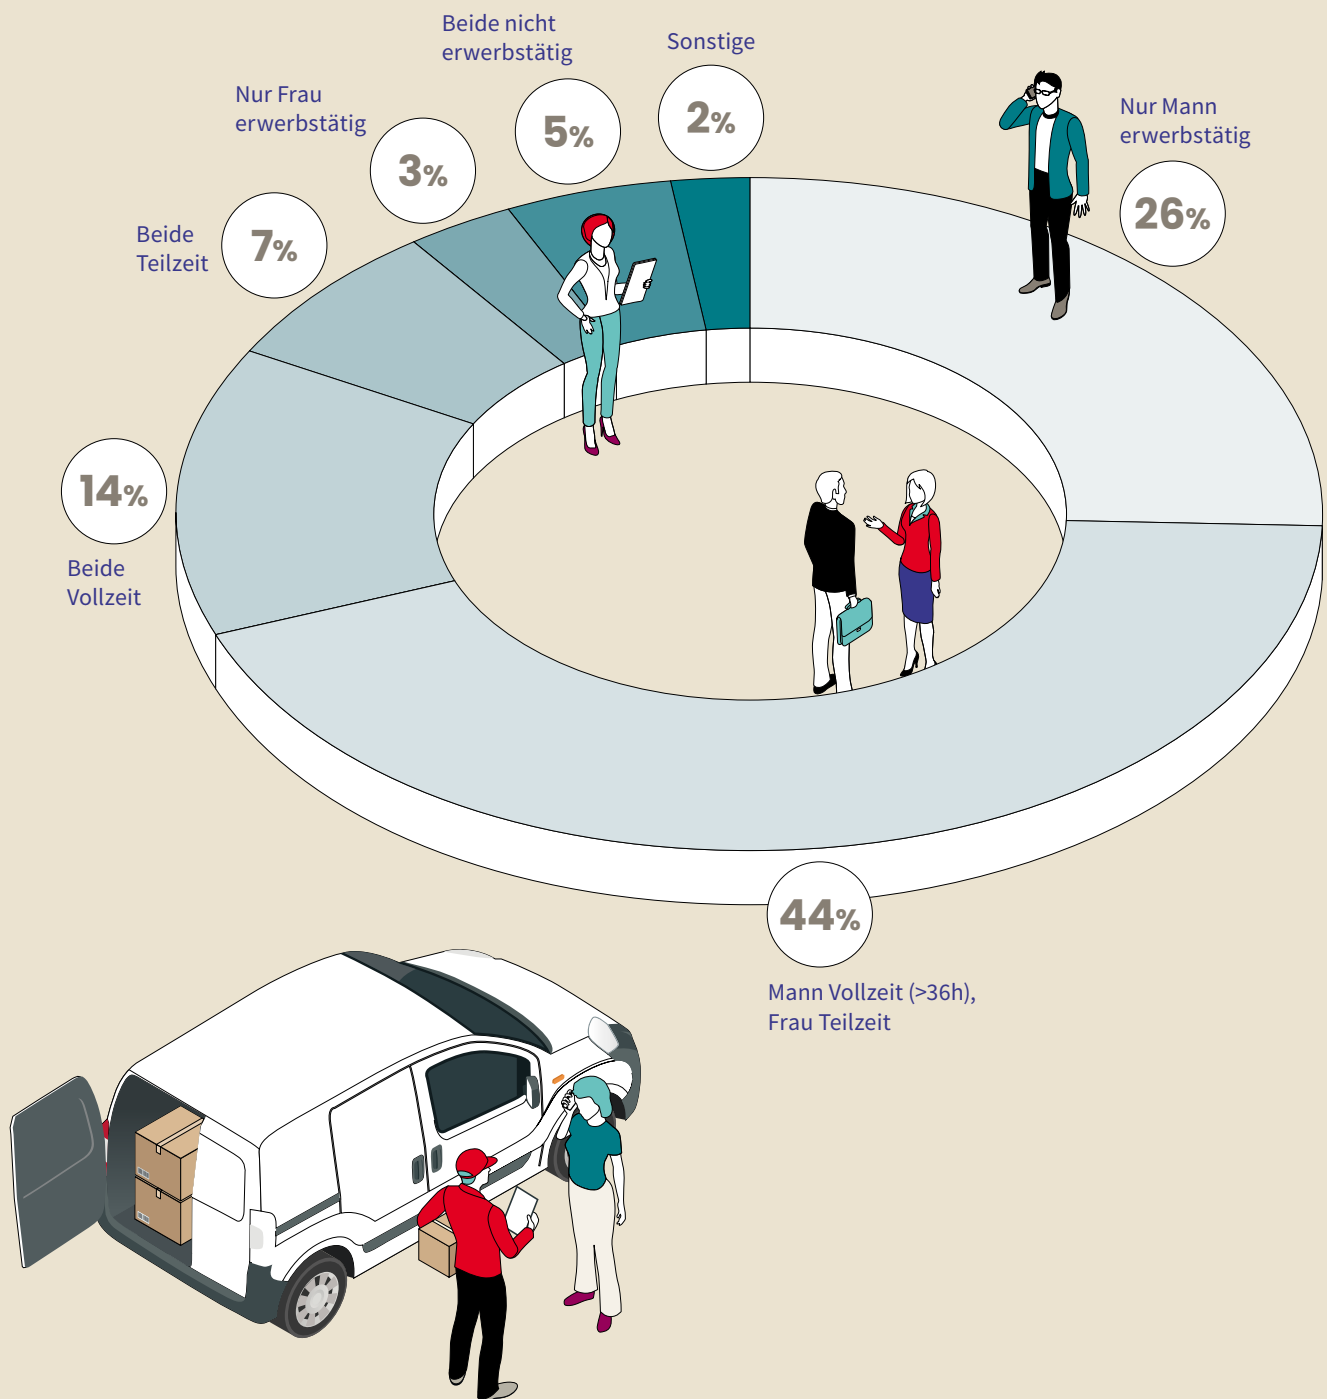 Beide nicht
erwerbstätig
5%
Sonstige
2%
Nur Mann
erwerbstätig
26%
Nur Frau
erwerbstätig
3%
Beide
Teilzeit
7%
14%
Beide
Vollzeit
44%
Mann Vollzeit (>36h),
Frau Teilzeit